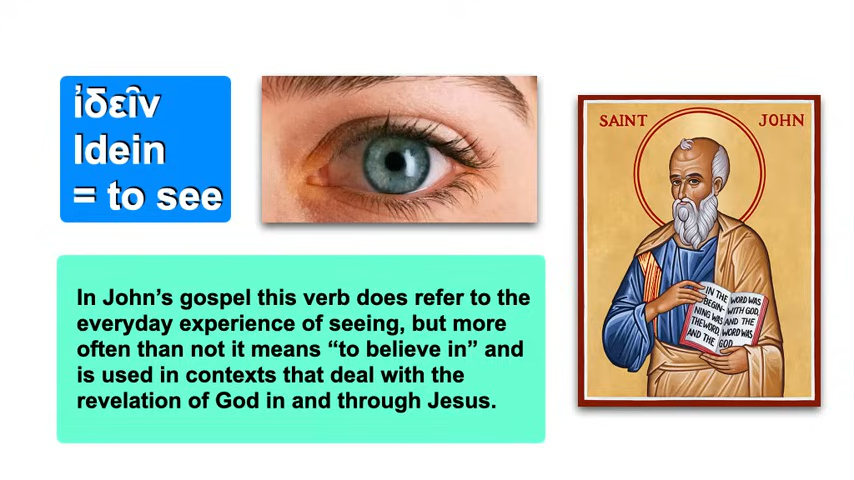 ἰδεῖν
Idein
= to see
In John’s gospel this verb does refer to the
everyday experience of seeing, but more
often than not it means “to believe in” and
is used in contexts that deal with the
revelation of God in and through Jesus.
SAINT JOHN
IN THE
BEGIN-
NING WAS
THE WORD
AND THE
WORD WAS
WITH GOD
AND THE
WORD WAS
GOD